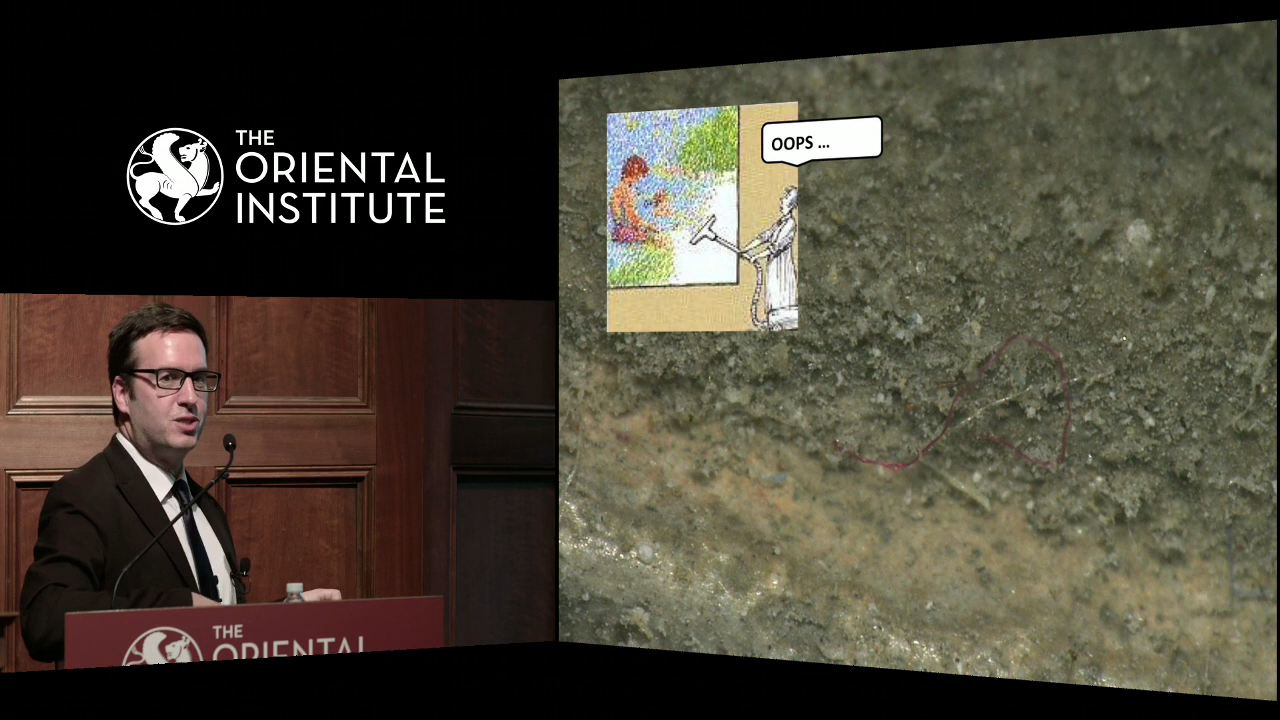 THE
ORIENTAL
INSTITUTE
OOPS ...
THE
ORIENTAL